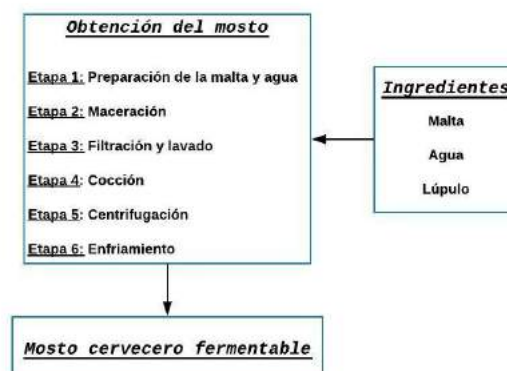 Obtención del mosto
Etapa 1: Preparación de la malta y agua
Etapa 2: Maceración
Etapa 3: Filtración y lavado
Etapa 4: Cocción
Etapa 5: Centrifugación
Etapa 6: Enfriamiento
Ingredientes
Malta
Agua
Lúpulo
Mosto cervecero fermentable